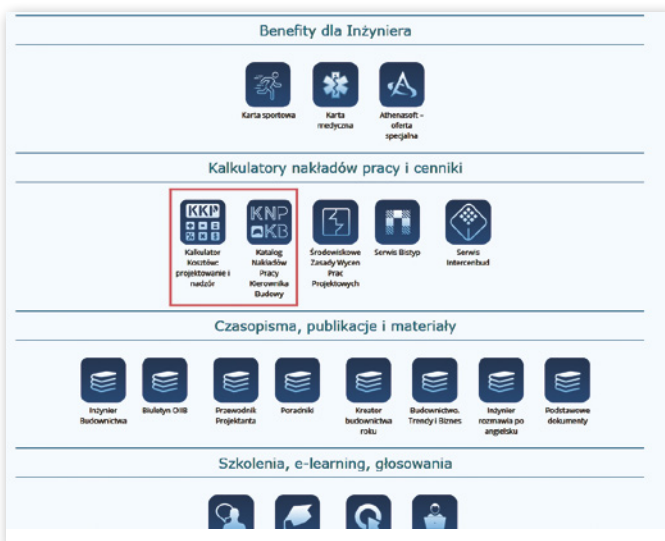 Benefity dla Inżyniera
Karta sportowa
Karta
medyczna
Athenasoft –
oferta
specjalna
Kalkulatory nakładów pracy i cenniki
KKP
Kalkulator
Kosztów:
projektowanie i
nadzór
KNP
KB
Katalog
Nakładów
Pracy
Kierownika
Budowy
Środowiskowe
Zasady Wycen
Prac
Projektowych
Serwis Bistyp
Serwis
Intercenbud
Czasopisma, publikacje i materiały
Inżynier
Budownictwa
Biuletyn OIIB
Przewodnik
Projektanta
Poradniki
Kreator
budownictwa
roku
Budownictwo.
Trendy i Biznes
Inżynier
rozmawia po
angielsku
Podstawowe
dokumenty
Szkolenia, e-learning, głosowania